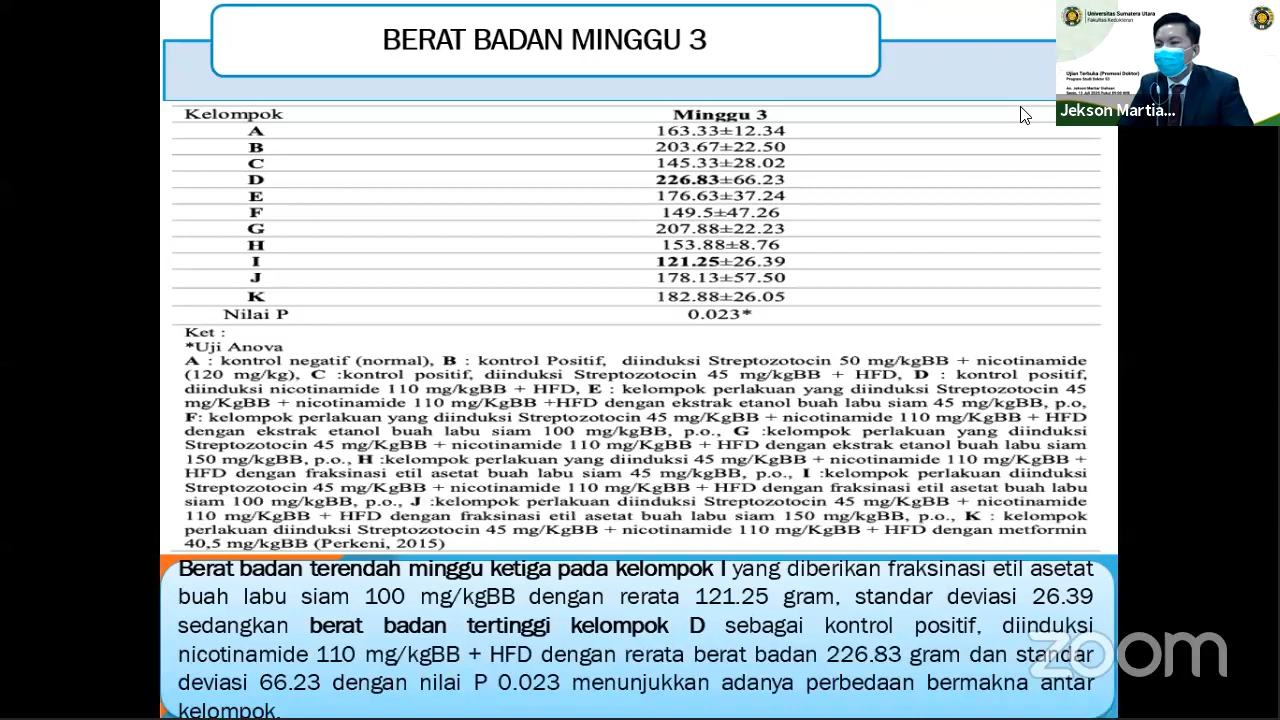 BERAT BADAN MINGGU 3
Universitas Sumatera Utara
Fakultas Kedokteran
Ujian Terbuka (Promosi Doktor)
Program Studi Doktor S3
Jekson Martia...
Kelompok Minggu 3
A 163.33±12.34
B 203.67±22.50
C 145.33±28.02
D 226.83±66.23
E 176.63±37.24
F 149.5±47.26
G 207.88±22.23
H 153.88±8.76
I 121.25±26.39
J 178.13±57.50
K 182.88±26.05
Nilai P 0.023*
Ket :
*Uji Anova
A : kontrol negatif (normal), B : kontrol Positif, diinduksi Streptozotocin 50 mg/kgBB + nicotinamide
(120 mg/kg), C :kontrol positif, diinduksi Streptozotocin 45 mg/kgBB + HFD, D : kontrol positif,
diinduksi nicotinamide 110 mg/kgBB + HFD, E : kelompok perlakuan yang diinduksi Streptozotocin 45
mg/KgBB + nicotinamide 110 mg/KgBB +HFD dengan ekstrak etanol buah labu siam 45 mg/kgBB, p.o,
F: kelompok perlakuan yang diinduksi Streptozotocin 45 mg/KgBB + nicotinamide 110 mg/KgBB + HFD
dengan ekstrak etanol buah labu siam 100 mg/kgBB, p.o., G :kelompok perlakuan yang diinduksi
Streptozotocin 45 mg/KgBB + nicotinamide 110 mg/KgBB + HFD dengan ekstrak etanol buah labu siam
150 mg/kgBB, p.o., H :kelompok perlakuan yang diinduksi 45 mg/KgBB + nicotinamide 110 mg/KgBB +
HFD dengan fraksinasi etil asetat buah labu siam 45 mg/kgBB, p.o., I :kelompok perlakuan diinduksi
Streptozotocin 45 mg/KgBB + nicotinamide 110 mg/KgBB + HFD dengan fraksinasi etil asetat buah labu
siam 100 mg/kgBB, p.o., J :kelompok perlakuan diinduksi Streptozotocin 45 mg/KgBB + nicotinamide
110 mg/KgBB + HFD dengan fraksinasi etil asetat buah labu siam 150 mg/kgBB, p.o., K : kelompok
perlakuan diinduksi Streptozotocin 45 mg/KgBB + nicotinamide 110 mg/KgBB + HFD dengan metformin
40,5 mg/kgBB (Perkeni, 2015)
Berat badan terendah minggu ketiga pada kelompok I yang diberikan fraksinasi etil asetat
buah labu siam 100 mg/kgBB dengan rerata 121.25 gram, standar deviasi 26.39
sedangkan berat badan tertinggi kelompok D sebagai kontrol positif, diinduksi
nicotinamide 110 mg/kgBB + HFD dengan rerata berat badan 226.83 gram dan standar
deviasi 66.23 dengan nilai P 0.023 menunjukkan adanya perbedaan bermakna antar
kelompok.
zoom